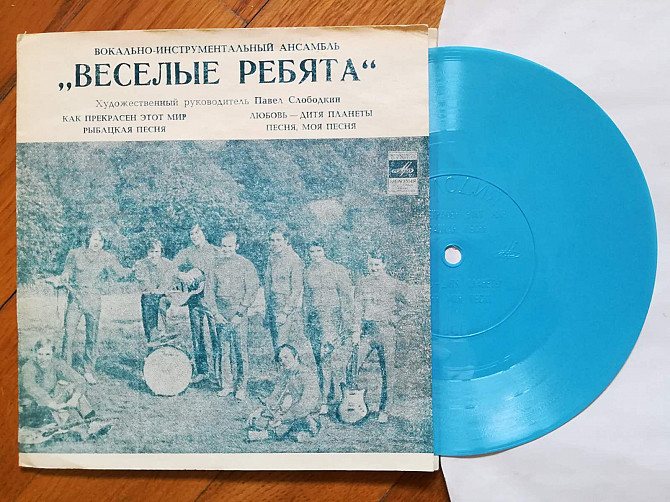 ВОКАЛЬНО-ИНСТРУМЕНТАЛЬНЫЙ АНСАМБЛЬ
„ВЕСЕЛЫЕ РЕБЯТА“
Художественный руководитель Павел Слободкин
КАК ПРЕКРАСЕН ЭТОТ МИР
РЫБАЦКАЯ ПЕСНЯ
ЛЮБОВЬ — ДИТЯ ПЛАНЕТЫ
ПЕСНЯ, МОЯ ПЕСНЯ